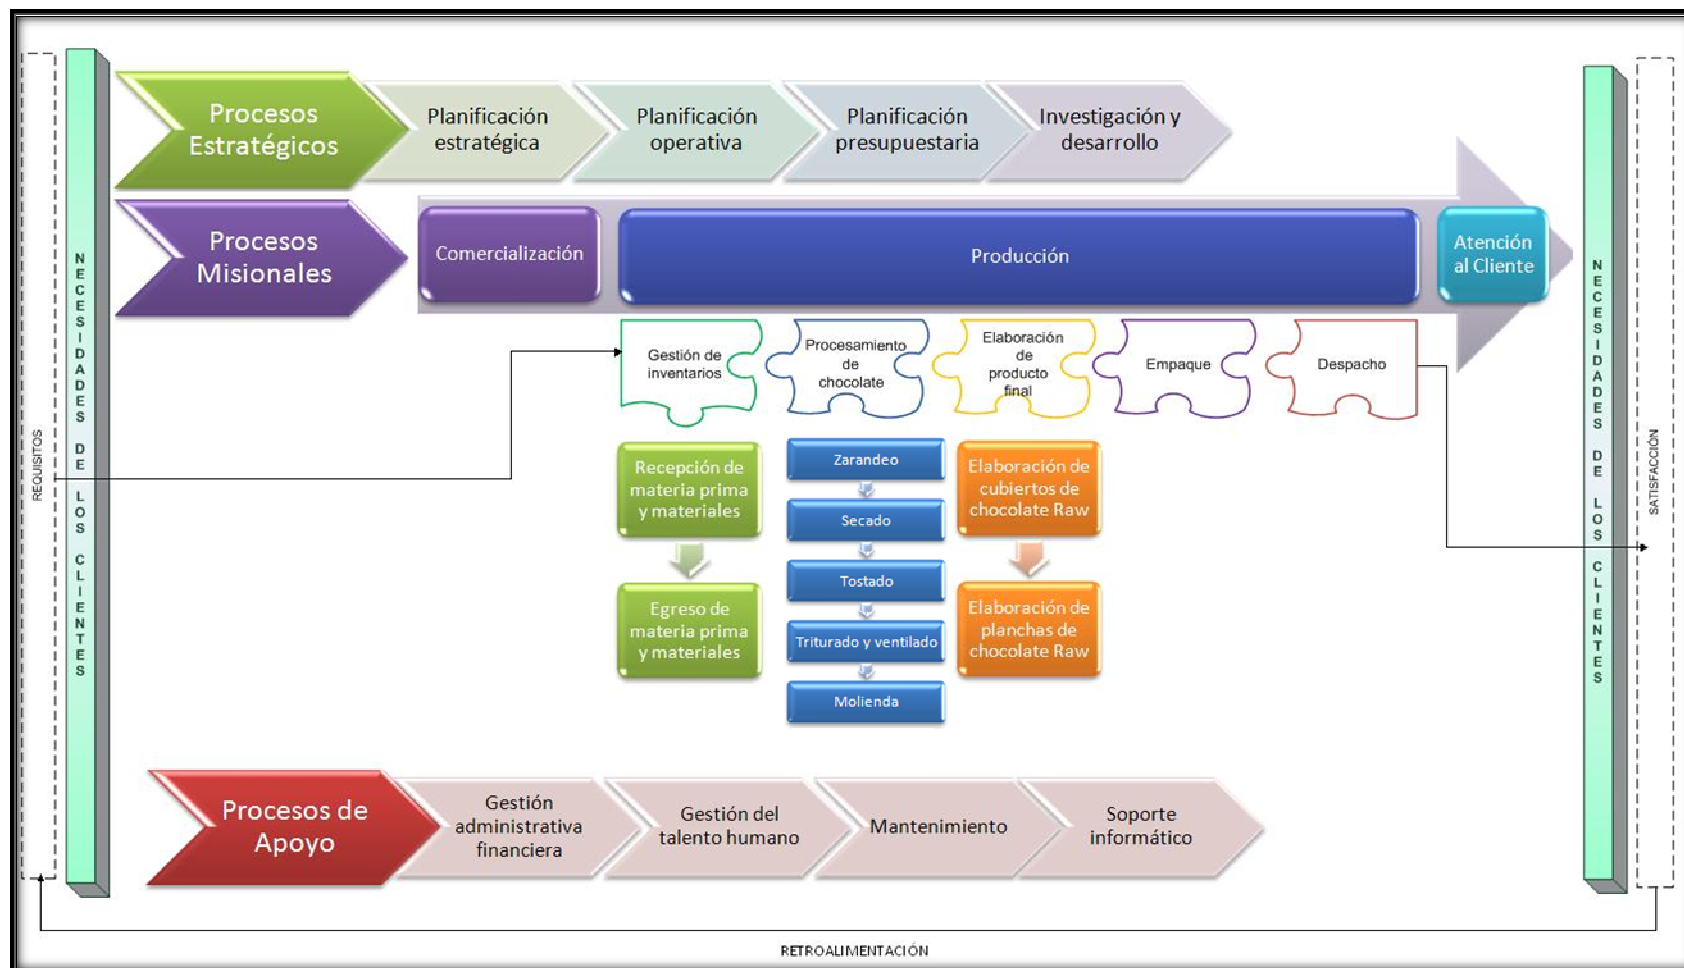 Procesos
Estratégicos
Planificación
estratégica
Planificación
operativa
Planificación
presupuestaria
Investigación y
desarrollo
Procesos
Misionales
Comercialización
Producción
Atención
al Cliente
REQUISITOS
NECESIDADES DE LOS CLIENTES
Gestión de
inventarios
Procesamiento
de
chocolate
Elaboración
de
producto
final
Empaque
Despacho
Recepción de
materia prima
y materiales
Egreso de
materia prima
y materiales
Zarandeo
Secado
Tostado
Triturado y ventilado
Molienda
Elaboración de
cubiertos de
chocolate Raw
Elaboración de
planchas de
chocolate Raw
NECESIDADES DE LOS CLIENTES
SATISFACCIÓN
Procesos de
Apoyo
Gestión
administrativa
financiera
Gestión del
talento humano
Mantenimiento
Soporte
informático
RETROALIMENTACIÓN